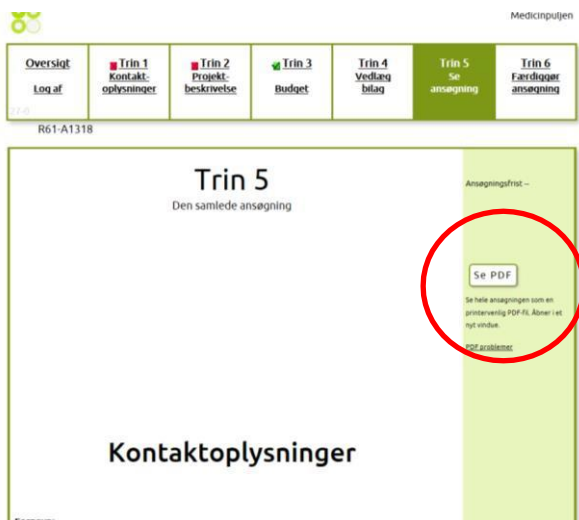 Medicinpuljen
Oversigt
Log af
Trin 1
Kontakt-
oplysninger
Trin 2
Projekt-
beskrivelse
Trin 3
Budget
Trin 4
Vedlæg
bilag
Trin 5
Se
ansøgning
Trin 6
Færdiggør
ansøgning
R61-A1318
Trin 5
Den samlede ansøgning
Ansøgningsfrist –
Se PDF
Se hele ansøgningen som en
printervenlig PDF-fil. Åbner i et
nyt vindue.
PDF problemer
Kontaktoplysninger